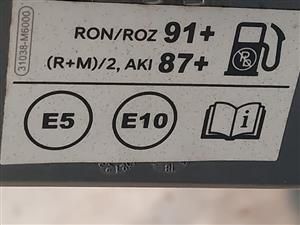 31038-M6000
RON/ROZ 91+
(R+M)/2, AKI 87+
E5 E10 i